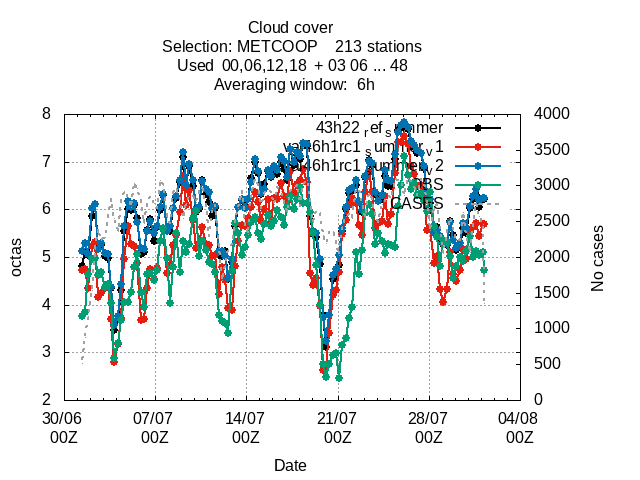 Cloud cover
Selection: METCOOP 213 stations
Used 00,06,12,18 + 03 06 ... 48
Averaging window: 6h
8
7
6
5
4
3
2
4000
3500
3000
2500
2000
1500
1000
500
0
octas
No cases
OBS
CASES
30/06 07/07 14/07 21/07 28/07 04/08
00Z 00Z 00Z 00Z 00Z 00Z
Date